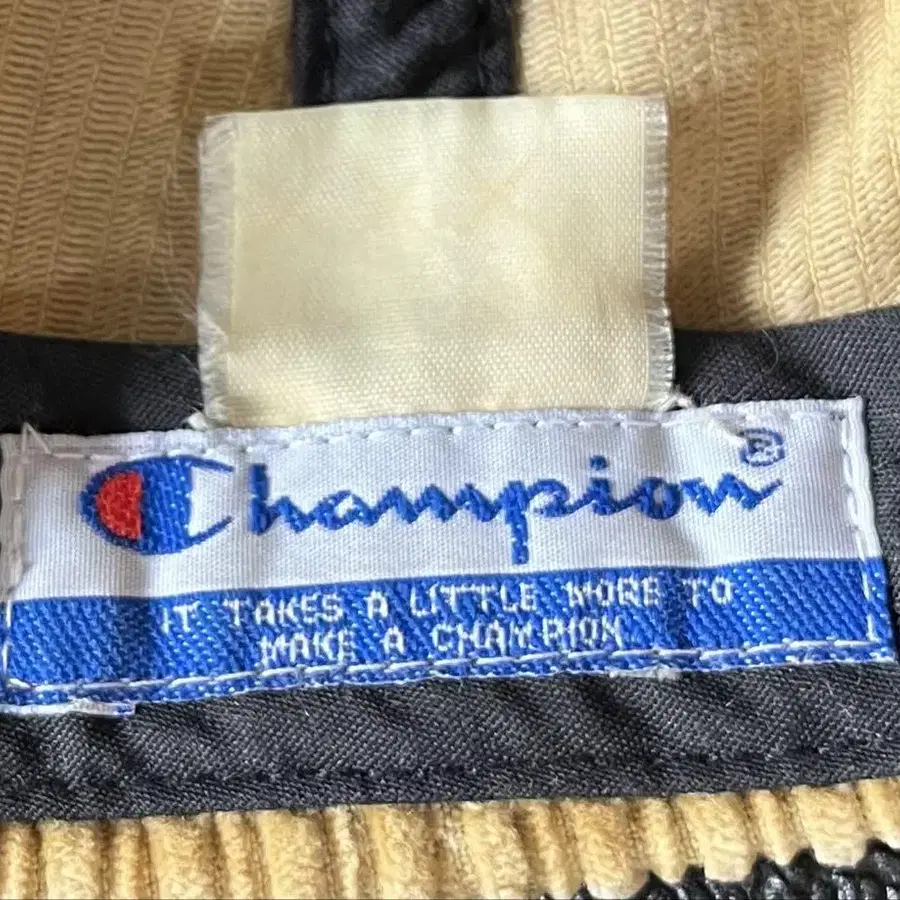 Champion®
IT TAKES A LITTLE MORE TO
MAKE A CHAMPION